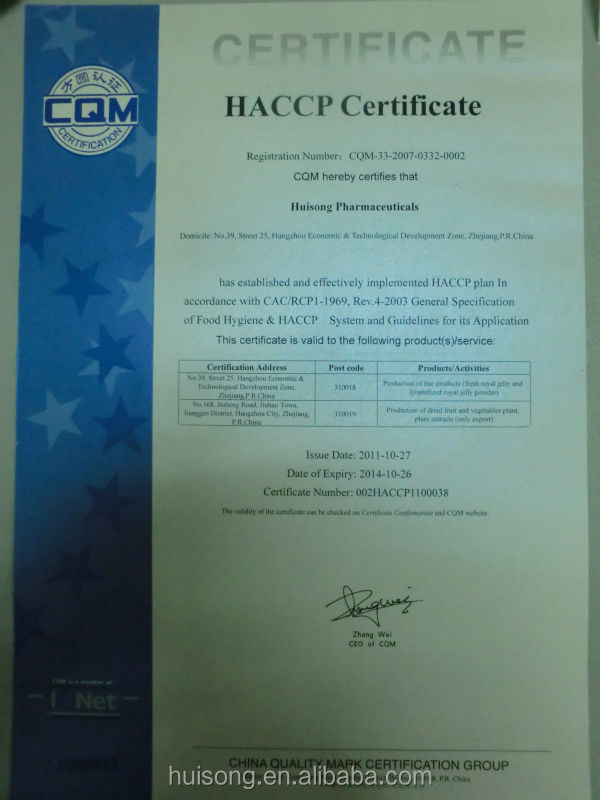 CERTIFICATE
方圆认证
CQM
CERTIFICATION
HACCP Certificate
Registration Number: CQM-33-2007-0332-0002
CQM hereby certifies that
Huisong Pharmaceuticals
Domicile: No.39, Street 25, Hangzhou Economic & Technological Development Zone, Zhejiang,P.R.China
has established and effectively implemented HACCP plan In
accordance with CAC/RCP1-1969, Rev.4-2003 General Specification
of Food Hygiene & HACCP System and Guidelines for its Application
This certificate is valid to the following product(s)/service:
Certification Address Post code Products/Activities
No.39, Street 25, Hangzhou Economic &
Technological Development Zone,
Zhejiang,P.R.China
310018
Production of bee products (fresh royal jelly and
lyophilized royal jelly powder)
No.168, Jiuheng Road, Jiubao Town,
Jianggan District, Hangzhou City, Zhejiang,
P.R.China
310019
Production of dried fruit and vegetables plant,
plant extracts (only export)
Issue Date: 2011-10-27
Date of Expiry: 2014-10-26
Certificate Number: 002HACCP1100038
The validity of the certificate can be checked on Certificate Confirmation and CQM website
Zhang Wei
CEO of CQM
CQM is a member of
Net
CHINA QUALITY MARK CERTIFICATION GROUP
P.R. China
huisong.en.alibaba.com